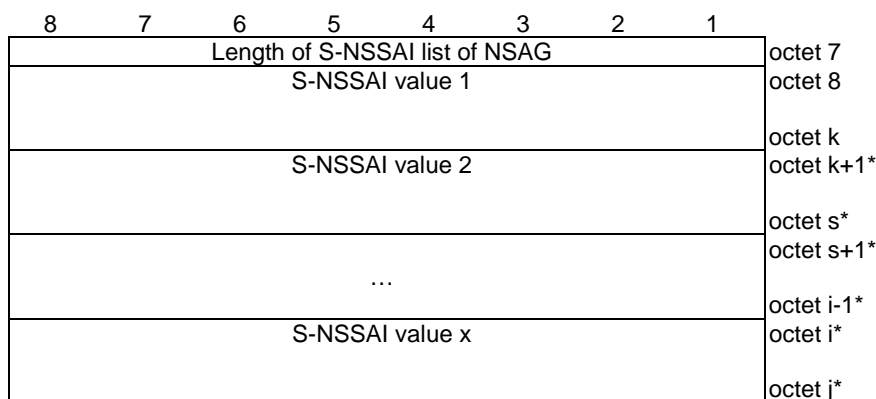 8 7 6 5 4 3 2 1
Length of S-NSSAI list of NSAG octet 7
S-NSSAI value 1 octet 8
octet k
S-NSSAI value 2 octet k+1*
octet s*
octet s+1*
…
octet i-1*
S-NSSAI value x octet i*
octet j*